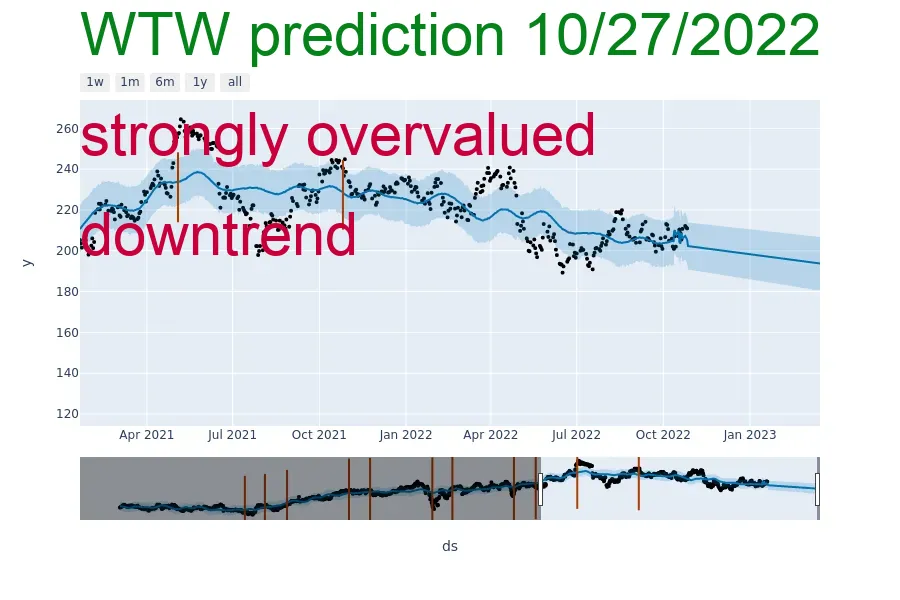 WTW prediction 10/27/2022
1w 1m 6m 1y all
strongly overvalued
downtrend
260
240
220
200
180
160
140
120
y
Apr 2021 Jul 2021 Oct 2021 Jan 2022 Apr 2022 Jul 2022 Oct 2022 Jan 2023
ds